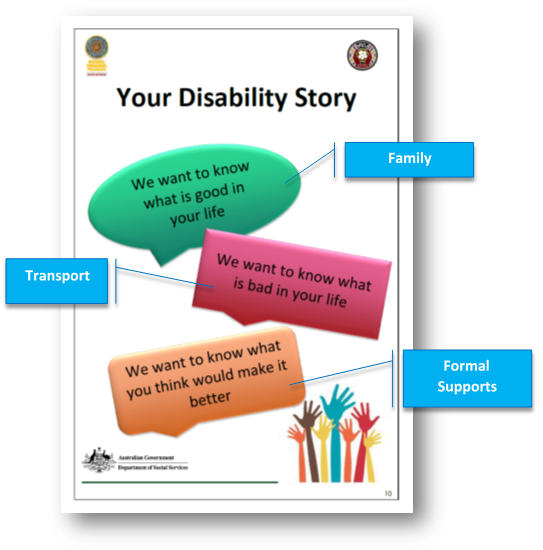 Your Disability Story
Family
We want to know
what is good in
your life
Transport
We want to know what
is bad in your life
We want to know what
you think would make it
better
Formal
Supports
Australian Government
Department of Social Services
10